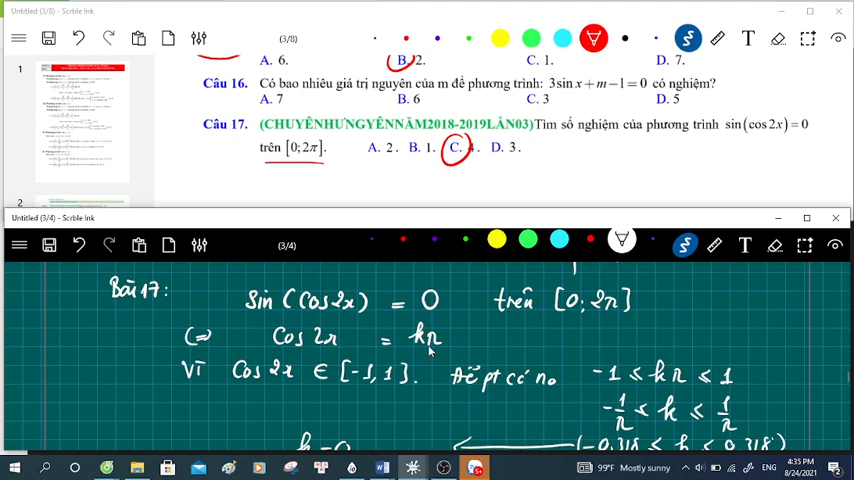 Untitled (3/8) - Scrble Ink
(3/8)
A. 6.  B. 2.  C. 1.  D. 7.
Câu 16.  Có bao nhiêu giá trị nguyên của m để phương trình: 3sin x + m − 1 = 0 có nghiệm?
A. 7  B. 6  C. 3  D. 5
Câu 17.  (CHUYÊNHƯNGYÊNNĂM2018-2019LẦN03)Tìm số nghiệm của phương trình sin(cos2x) = 0
trên [0;2π].  A. 2 .  B. 1.  C. 4 .  D. 3 .
1
2
Untitled (3/4) - Scrble Ink
(3/4)
Bài 17:
Sin (Cos2x) = 0  trên [0; 2π]
(=> Cos 2x = kπ
Vì Cos 2x ∈ [-1, 1]. Để pt có no  -1 ≤ kπ ≤ 1
-1/π ≤ k ≤ 1/π
k = 0  (-0.318 ≤ k ≤ 0.318)
99°F Mostly sunny
ENG
4:35 PM
8/24/2021